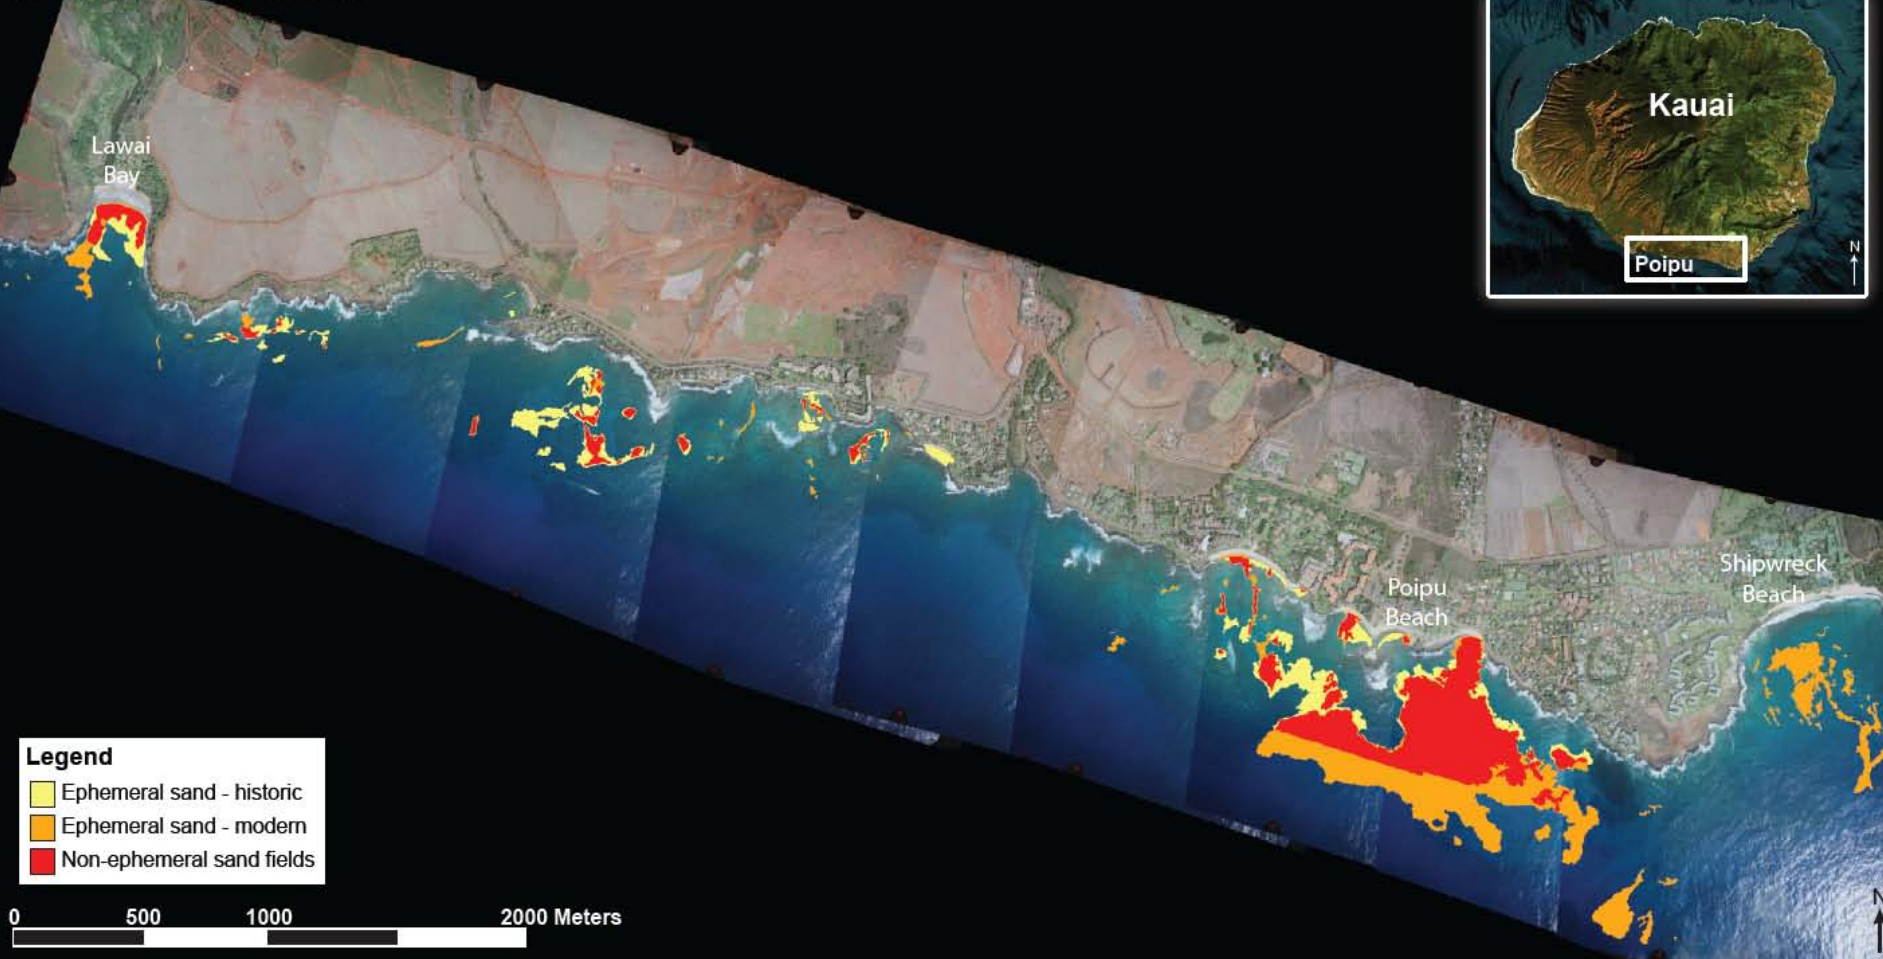 Lawai
Bay
Kauai
N
Poipu
Poipu
Beach
Shipwreck
Beach
Legend
Ephemeral sand - historic
Ephemeral sand - modern
Non-ephemeral sand fields
0 500 1000 2000 Meters
N